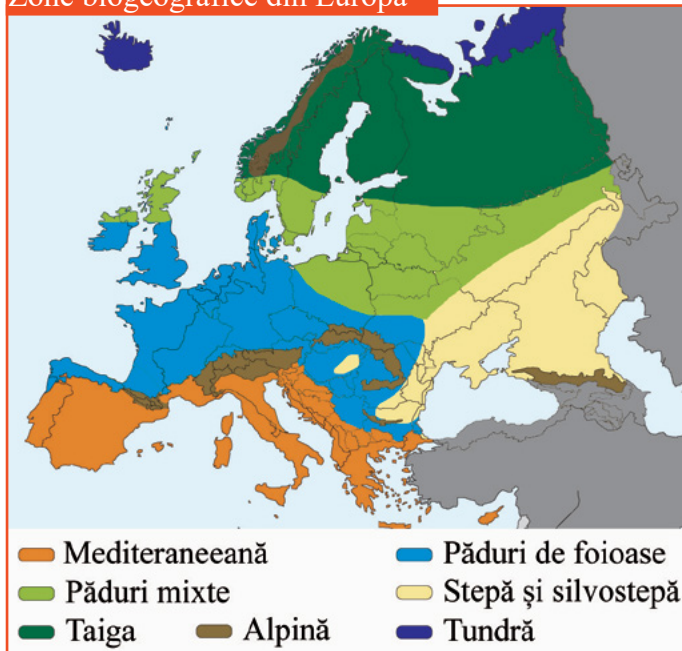 Zone biogeografice din Europa
Mediteraneeană
Păduri de foioase
Păduri mixte
Stepă și silvostepă
Taiga
Alpină
Tundră